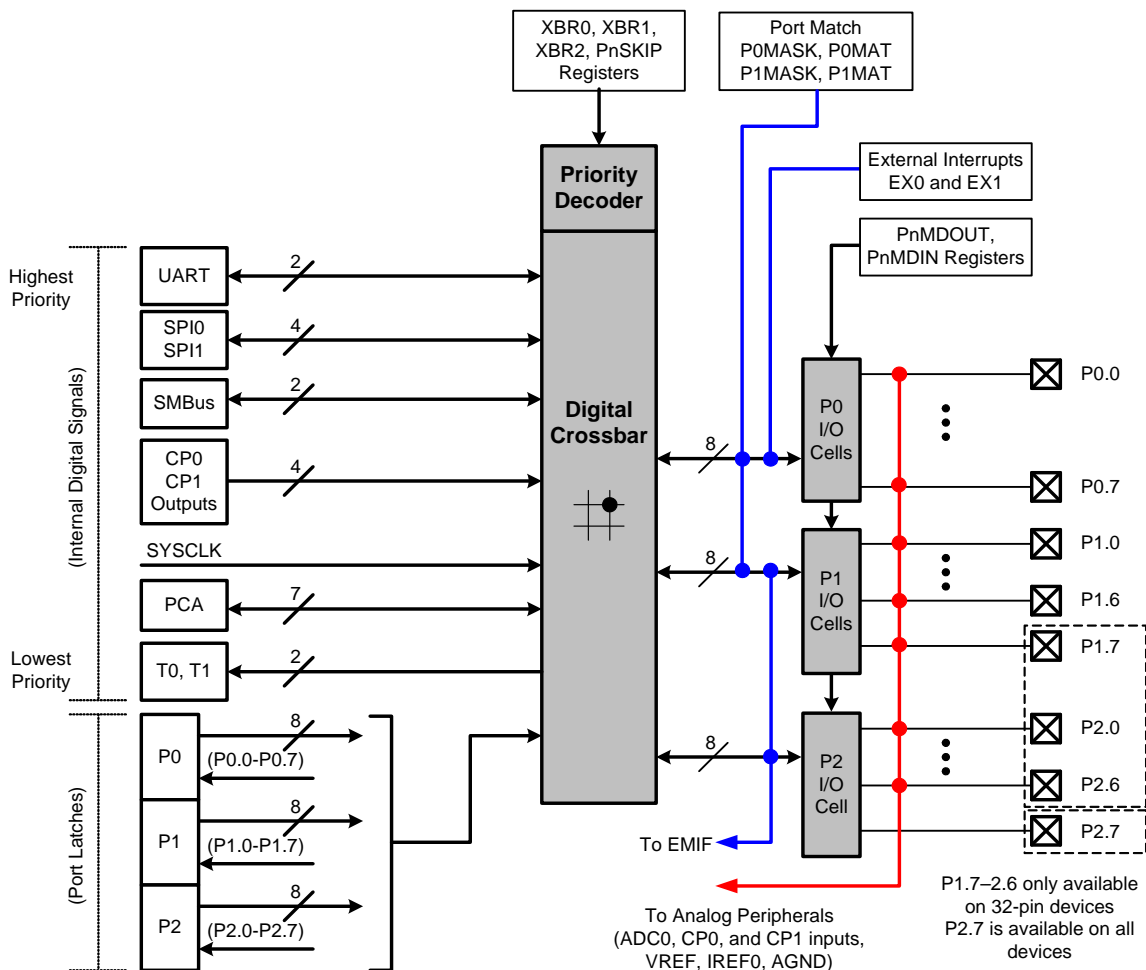 XBR0, XBR1,
XBR2, PnSKIP
Registers
Port Match
P0MASK, P0MAT
P1MASK, P1MAT
External Interrupts
EX0 and EX1
Priority
Decoder
PnMDOUT,
PnMDIN Registers
Highest
Priority
UART
2
SPI0
SPI1
4
SMBus
2
CP0
CP1
Outputs
4
SYSCLK
PCA
7
Lowest
Priority
T0, T1
2
(Internal Digital Signals)
Digital
Crossbar
8
8
8
P0
I/O
Cells
P0.0
P0.7
P1
I/O
Cells
P1.0
P1.6
P1.7
P2
I/O
Cell
P2.0
P2.6
P2.7
(Port Latches)
P0
8
(P0.0-P0.7)
P1
8
(P1.0-P1.7)
P2
8
(P2.0-P2.7)
To EMIF
To Analog Peripherals
(ADC0, CP0, and CP1 inputs,
VREF, IREF0, AGND)
P1.7–2.6 only available
on 32-pin devices
P2.7 is available on all
devices